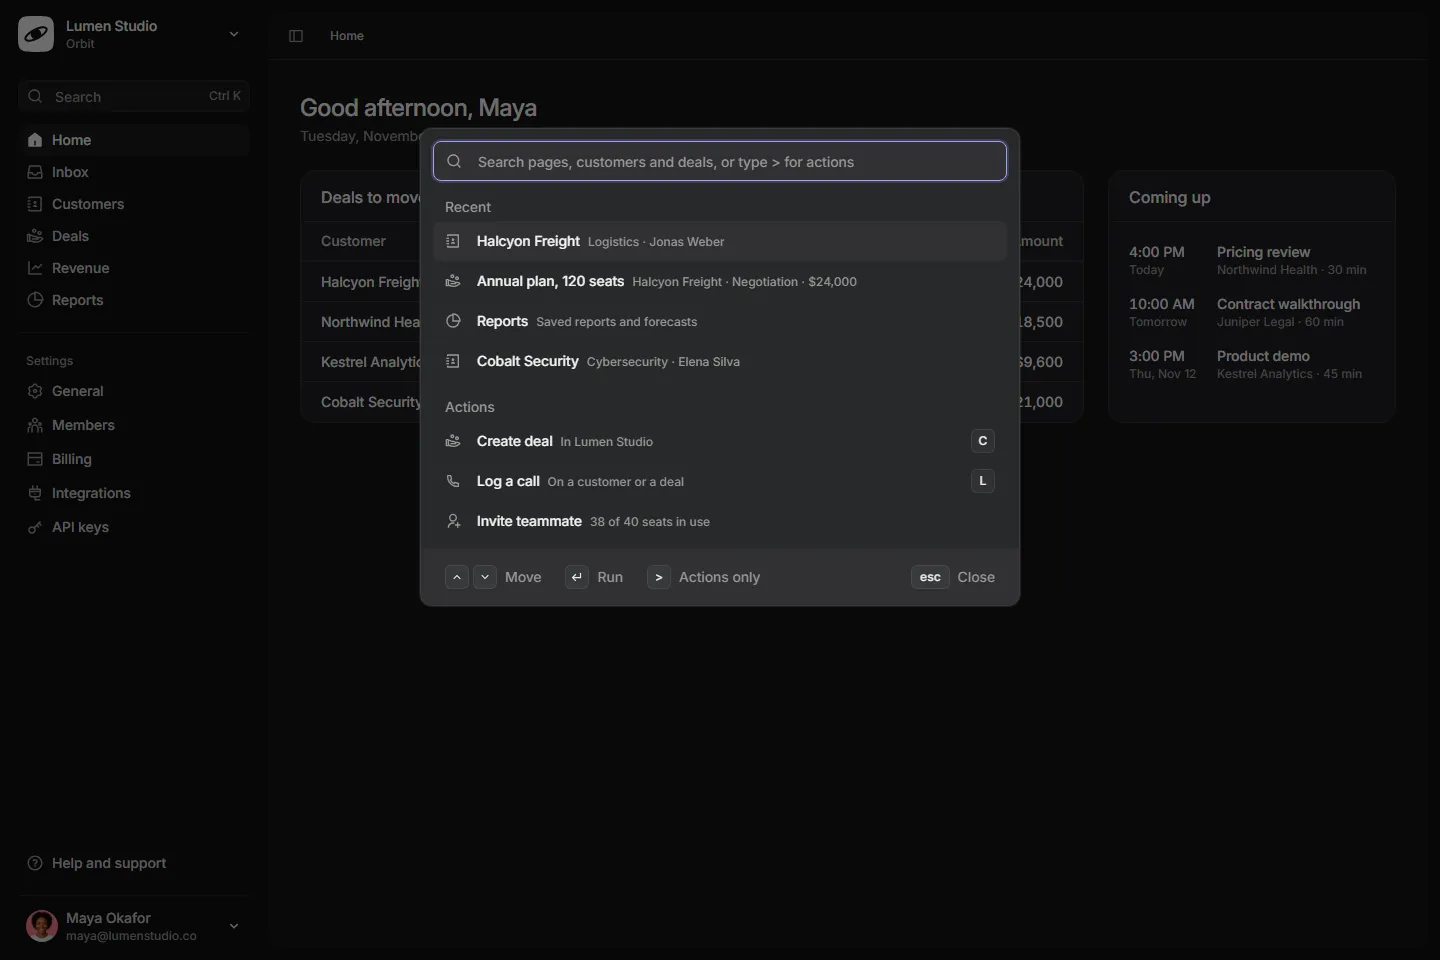 Lumen Studio
Orbit
Search Ctrl K
Home
Inbox
Customers
Deals
Revenue
Reports
Settings
General
Members
Billing
Integrations
API keys
Help and support
Maya Okafor
maya@lumenstudio.co
Home
Good afternoon, Maya
Tuesday,
Deals to
Customer
Halcyon
24,000
Northwind
18,500
Kestrel
9,600
Cobalt Security
21,000
Coming up
4:00 PM Pricing review
Today Northwind Health · 30 min
10:00 AM Contract walkthrough
Tomorrow Juniper Legal · 60 min
3:00 PM Product demo
Thu, Nov 12 Kestrel Analytics · 45 min
Search pages, customers and deals, or type > for actions
Recent
Halcyon Freight Logistics · Jonas Weber
Annual plan, 120 seats Halcyon Freight · Negotiation · $24,000
Reports Saved reports and forecasts
Cobalt Security Cybersecurity · Elena Silva
Actions
Create deal In Lumen Studio C
Log a call On a customer or a deal L
Invite teammate 38 of 40 seats in use
Move Run > Actions only esc Close